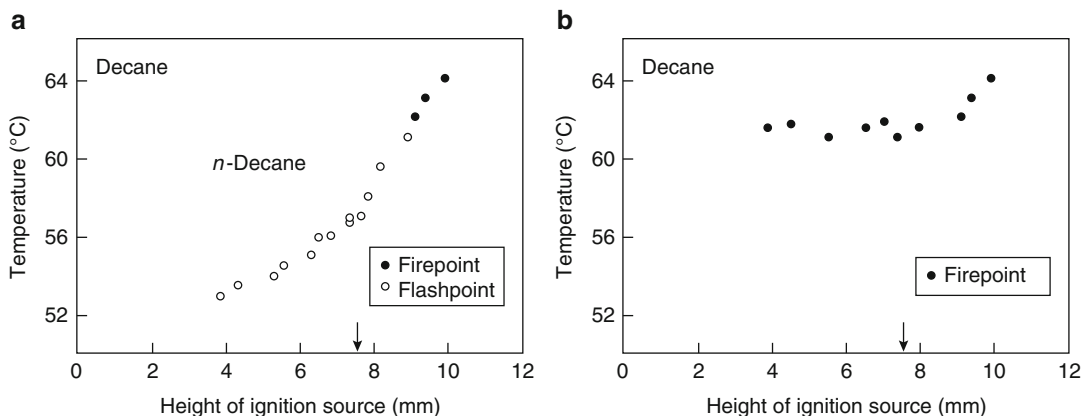 a
Decane
n-Decane
64
60
56
52
Temperature (°C)
Firepoint
Flashpoint
0 2 4 6 8 10 12
Height of ignition source (mm)
b
Decane
64
60
56
52
Temperature (°C)
Firepoint
0 2 4 6 8 10 12
Height of ignition source (mm)